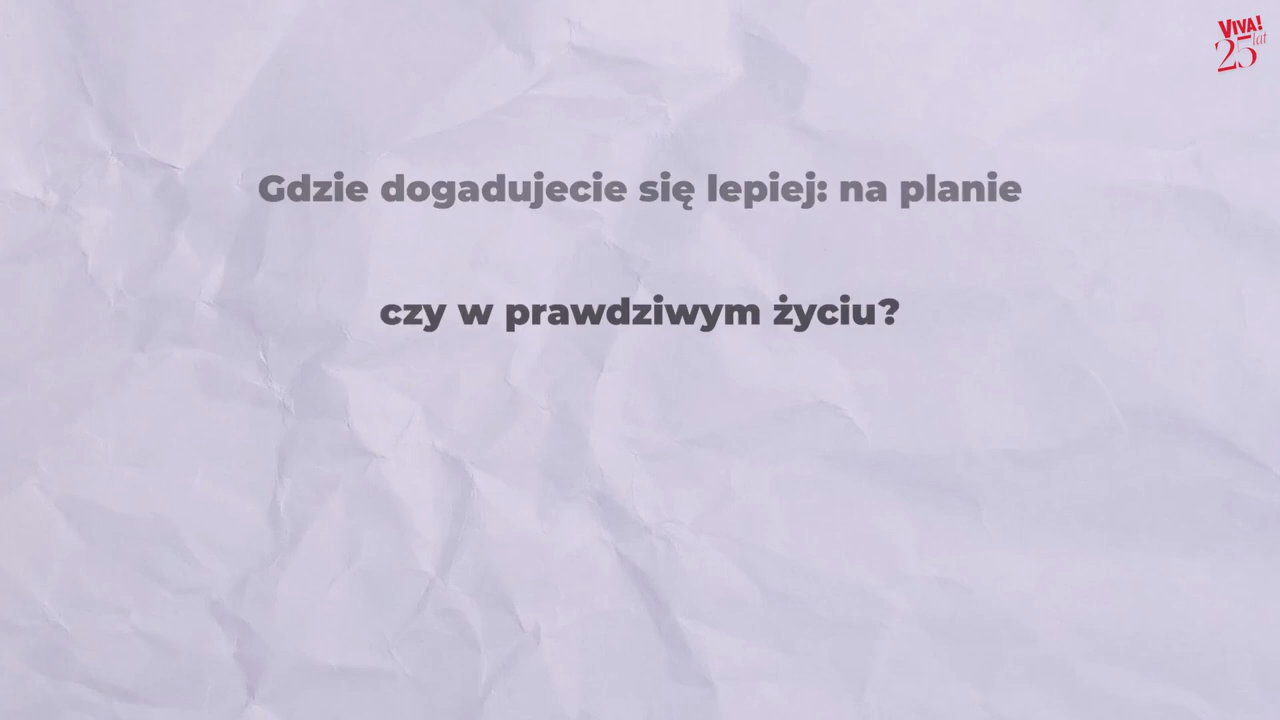 VIVA!
25 lat
Gdzie dogadujecie się lepiej: na planie
czy w prawdziwym życiu?